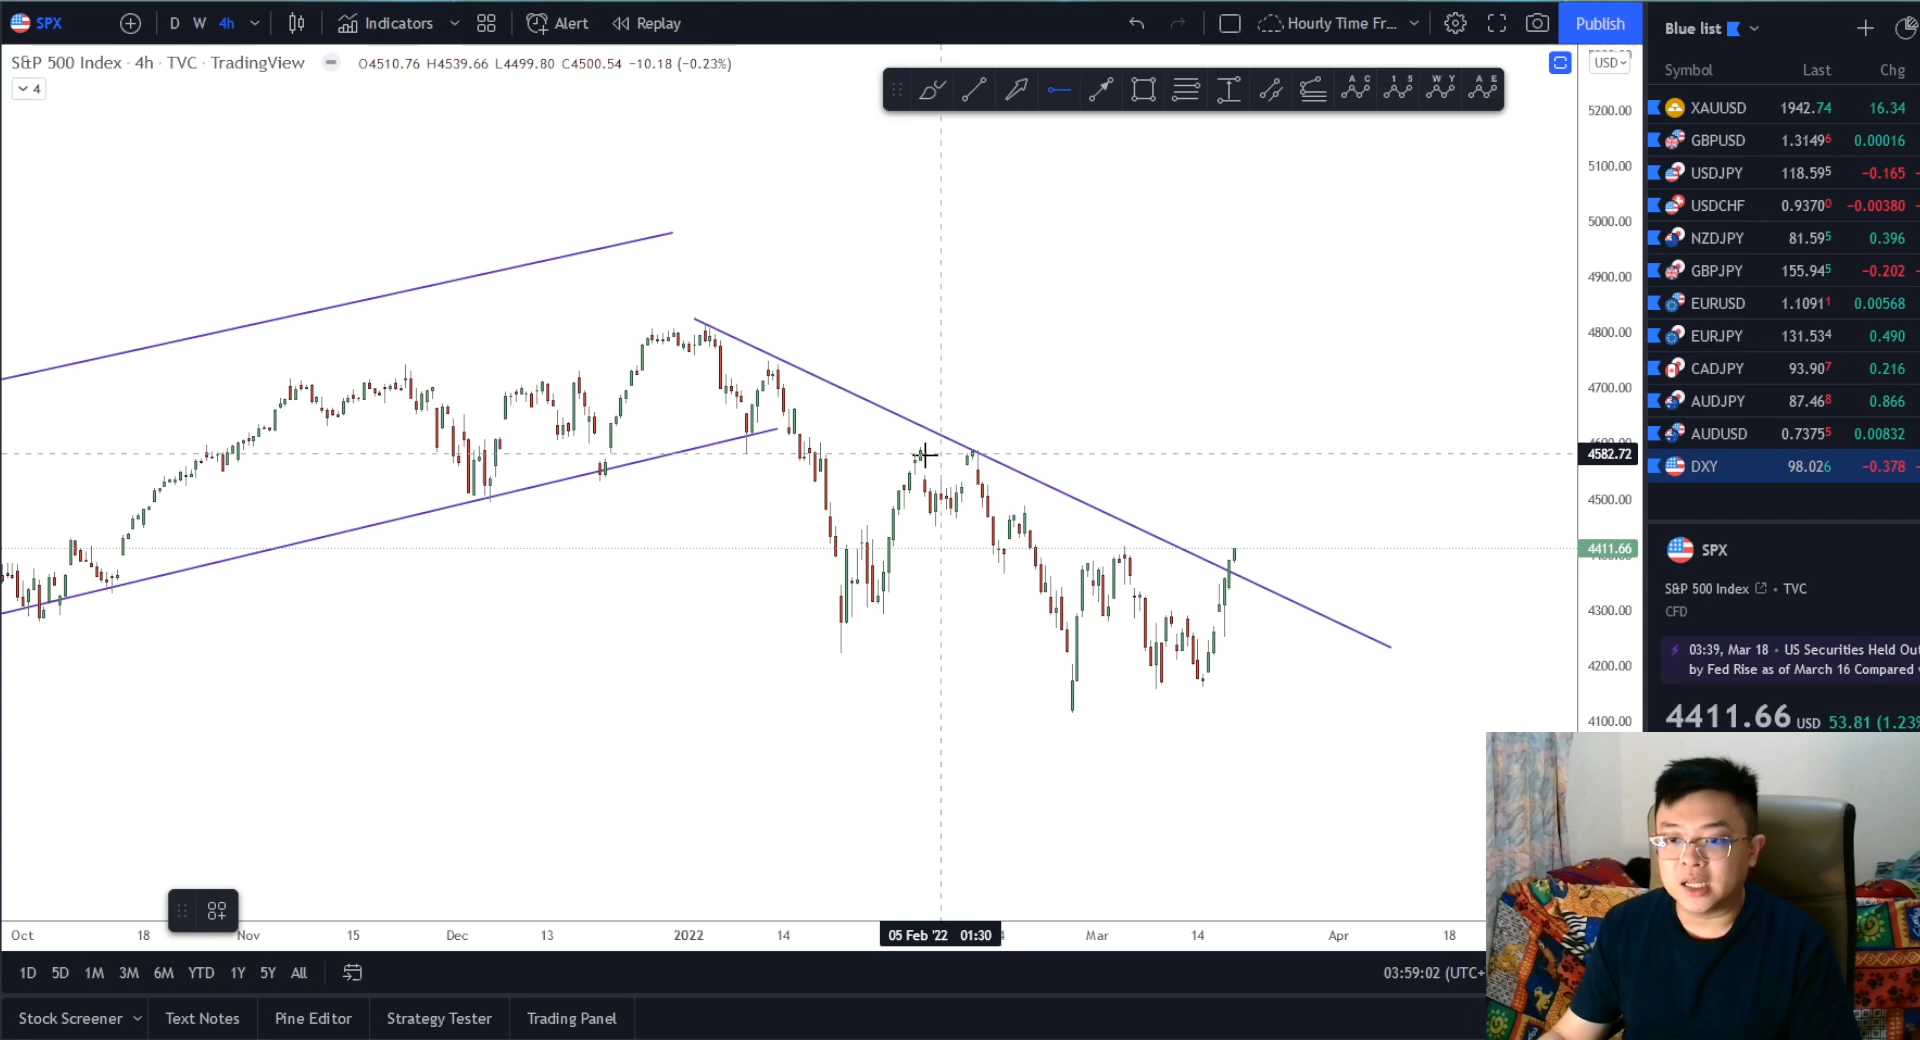 SPX
D W 4h
Indicators
Alert
Replay
Hourly Time Fr...
Publish
S&P 500 Index · 4h · TVC · TradingView
O4510.76 H4539.66 L4499.80 C4500.54 −10.18 (−0.23%)
4
USD
A C
1 5
W Y
A E
5200.00
5100.00
5000.00
4900.00
4800.00
4700.00
4582.72
4500.00
4411.66
4300.00
4200.00
4100.00
Blue list
Symbol Last Chg
XAUUSD 1942.74 16.34
GBPUSD 1.31496 0.00016
USDJPY 118.595 −0.165
USDCHF 0.93700 −0.00380
NZDJPY 81.595 0.396
GBPJPY 155.945 −0.202
EURUSD 1.10911 0.00568
EURJPY 131.534 0.490
CADJPY 93.907 0.216
AUDJPY 87.468 0.866
AUDUSD 0.73755 0.00832
DXY 98.026 −0.378
SPX
S&P 500 Index • TVC
CFD
03:39, Mar 18 • US Securities Held Out
by Fed Rise as of March 16 Compared
4411.66 USD 53.81 (1.23%
Oct 18 Nov 15 Dec 13 2022 14 05 Feb '22 01:30 Mar 14 Apr 18
1D 5D 1M 3M 6M YTD 1Y 5Y All
03:59:02 (UTC+
Stock Screener Text Notes Pine Editor Strategy Tester Trading Panel